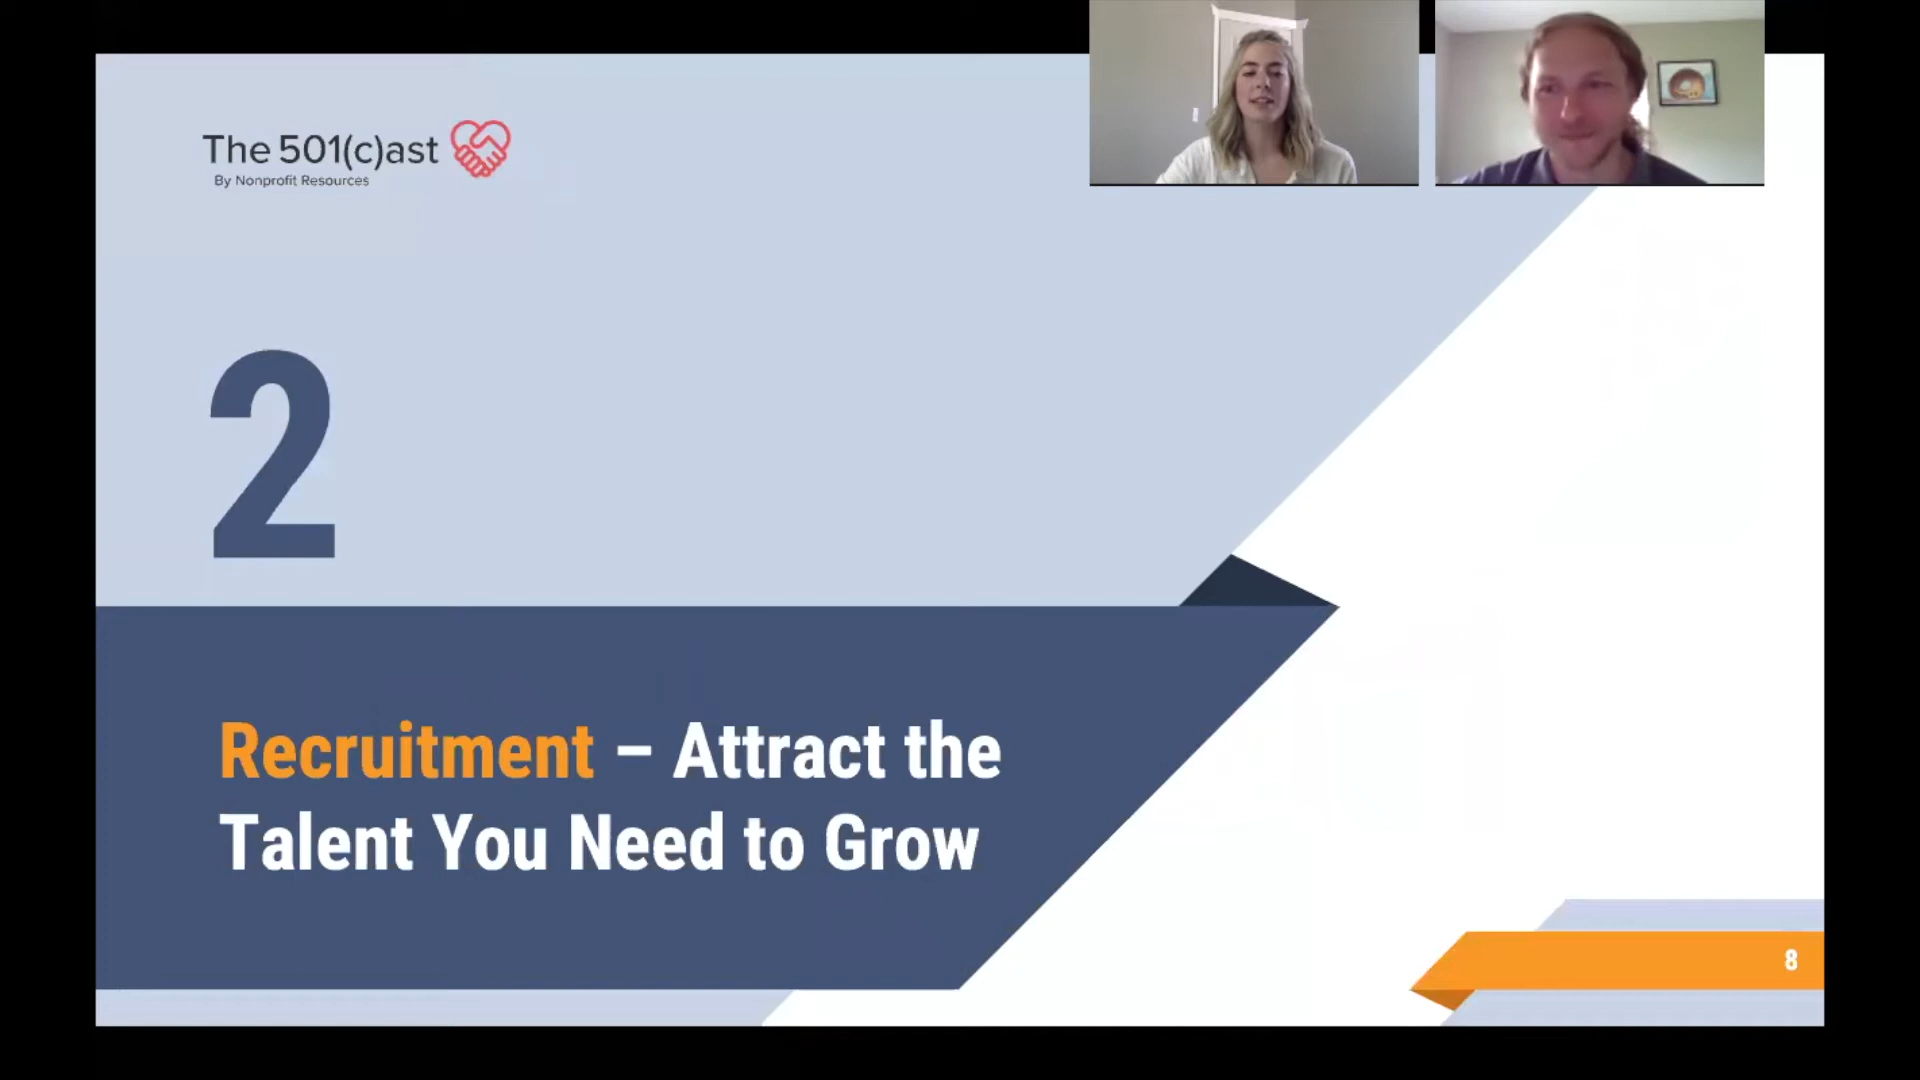 The 501(c)ast
By Nonprofit Resources
2
Recruitment – Attract the
Talent You Need to Grow
8